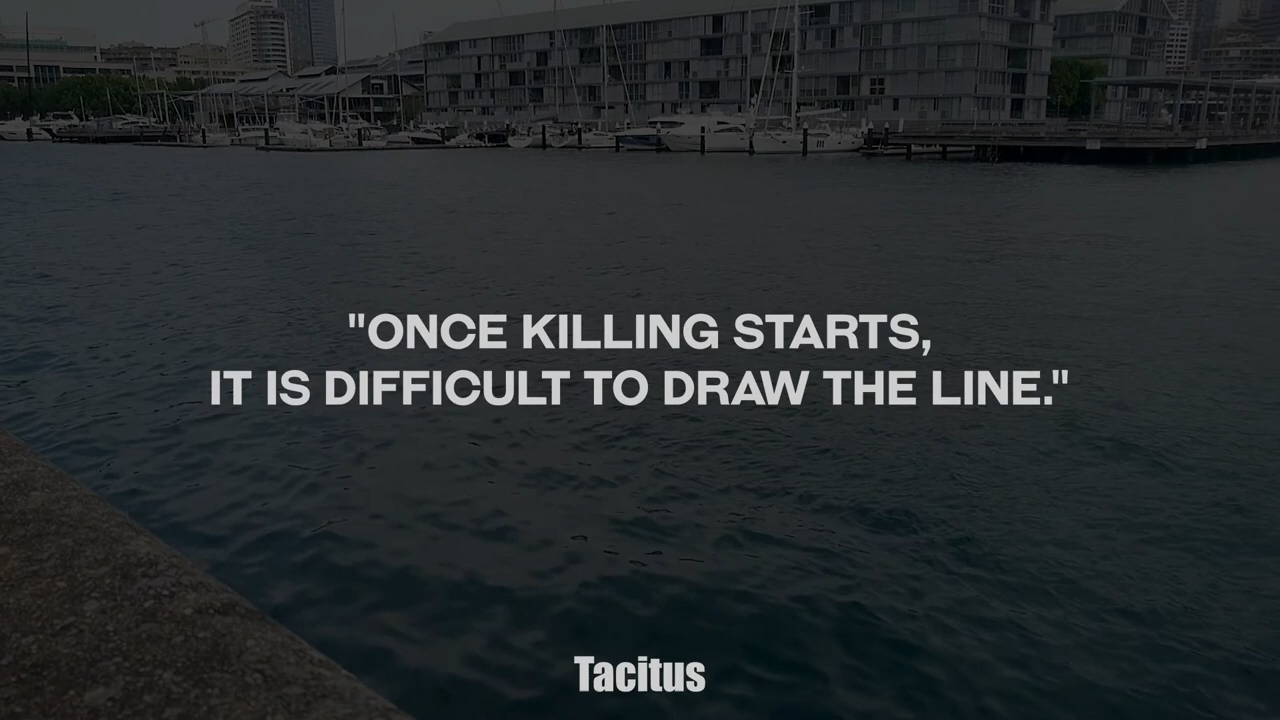 "ONCE KILLING STARTS,
IT IS DIFFICULT TO DRAW THE LINE."
Tacitus